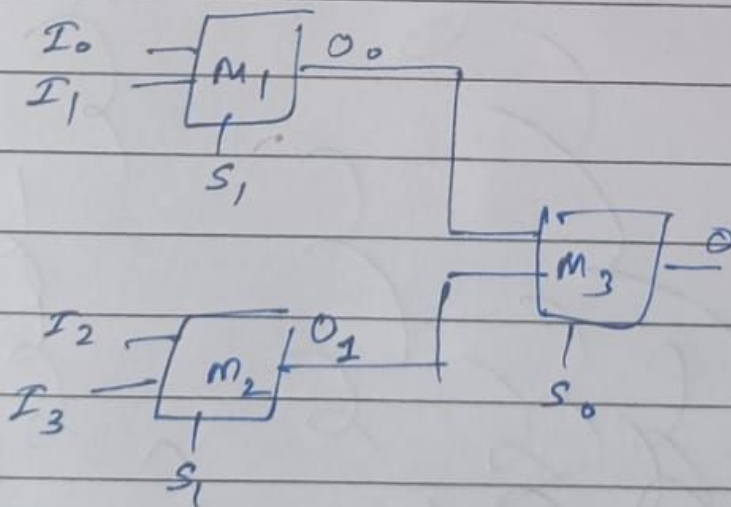 I₀
I₁
M₁
O₀
S₁
M₃
O
S₀
I₂
I₃
M₂
O₁
S₁